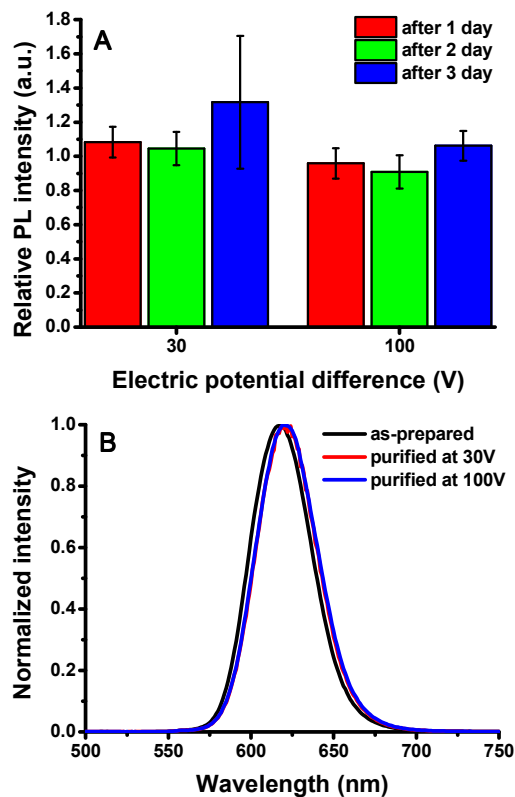 A
after 1 day
after 2 day
after 3 day
Relative PL intensity (a.u.)
1.8
1.6
1.4
1.2
1.0
0.8
0.6
0.4
0.2
0.0
30
100
Electric potential difference (V)
B
as-prepared
purified at 30V
purified at 100V
Normalized intensity
1.0
0.8
0.6
0.4
0.2
0.0
500
550
600
650
700
750
Wavelength (nm)